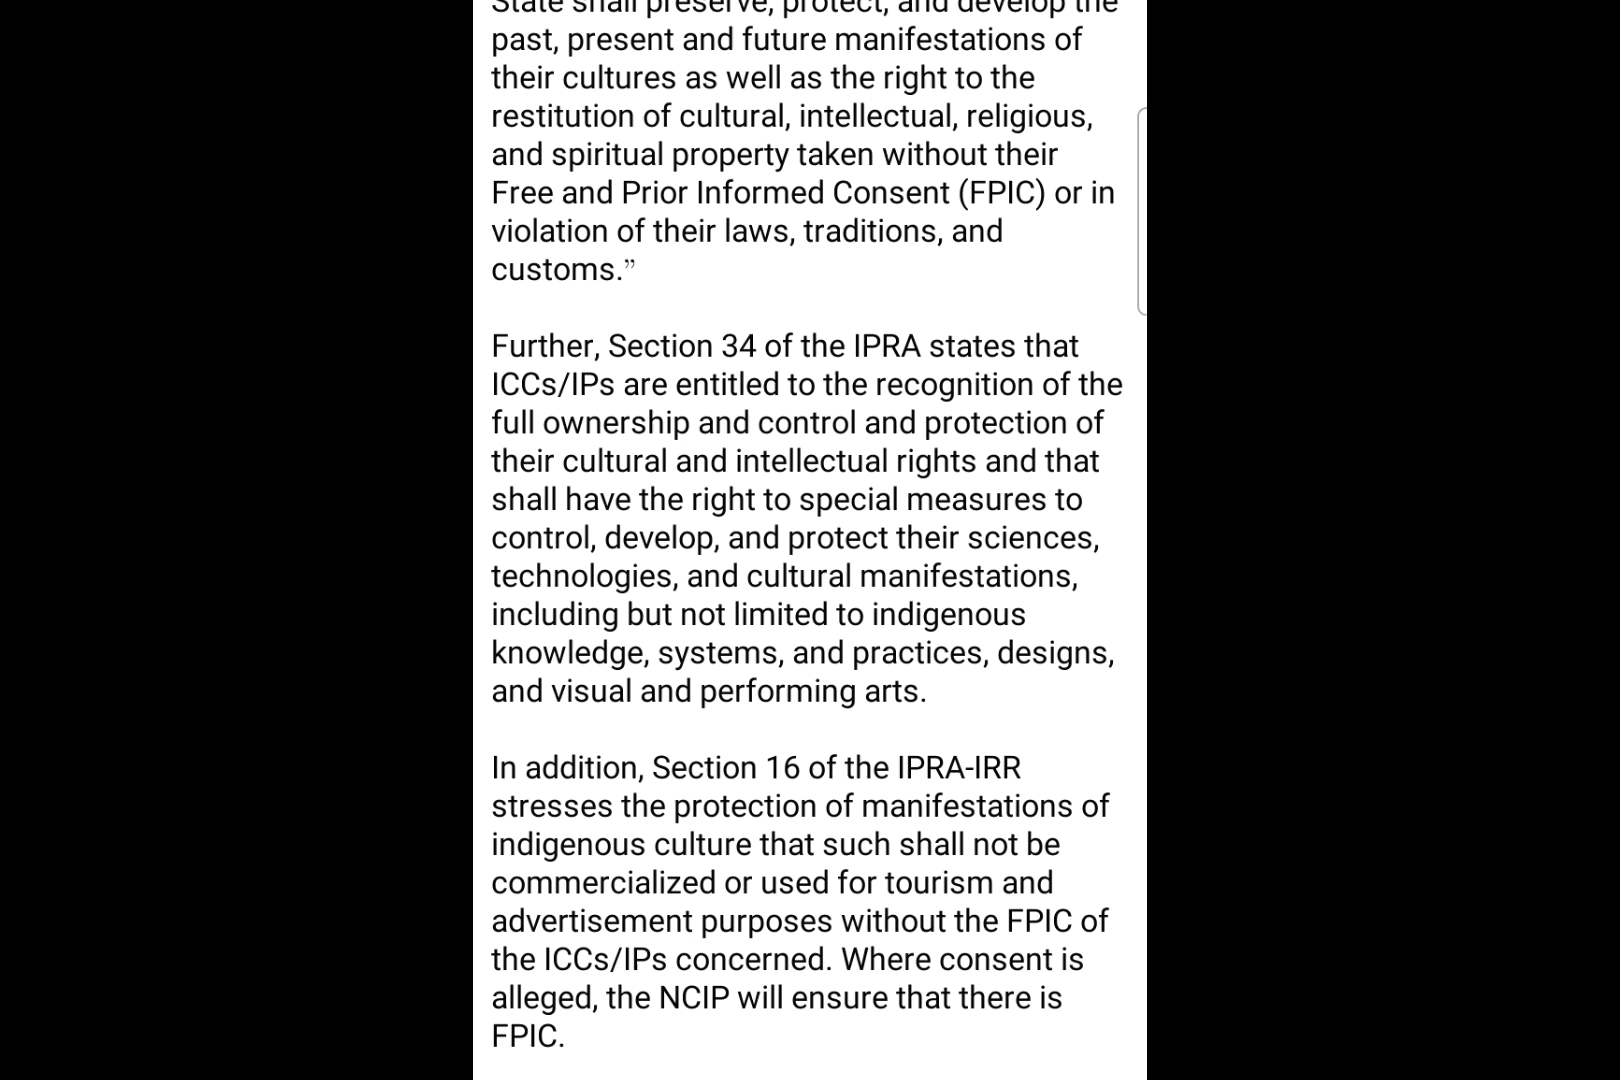 State shall preserve, protect, and develop the
past, present and future manifestations of
their cultures as well as the right to the
restitution of cultural, intellectual, religious,
and spiritual property taken without their
Free and Prior Informed Consent (FPIC) or in
violation of their laws, traditions, and
customs.”
Further, Section 34 of the IPRA states that
ICCs/IPs are entitled to the recognition of the
full ownership and control and protection of
their cultural and intellectual rights and that
shall have the right to special measures to
control, develop, and protect their sciences,
technologies, and cultural manifestations,
including but not limited to indigenous
knowledge, systems, and practices, designs,
and visual and performing arts.
In addition, Section 16 of the IPRA-IRR
stresses the protection of manifestations of
indigenous culture that such shall not be
commercialized or used for tourism and
advertisement purposes without the FPIC of
the ICCs/IPs concerned. Where consent is
alleged, the NCIP will ensure that there is
FPIC.